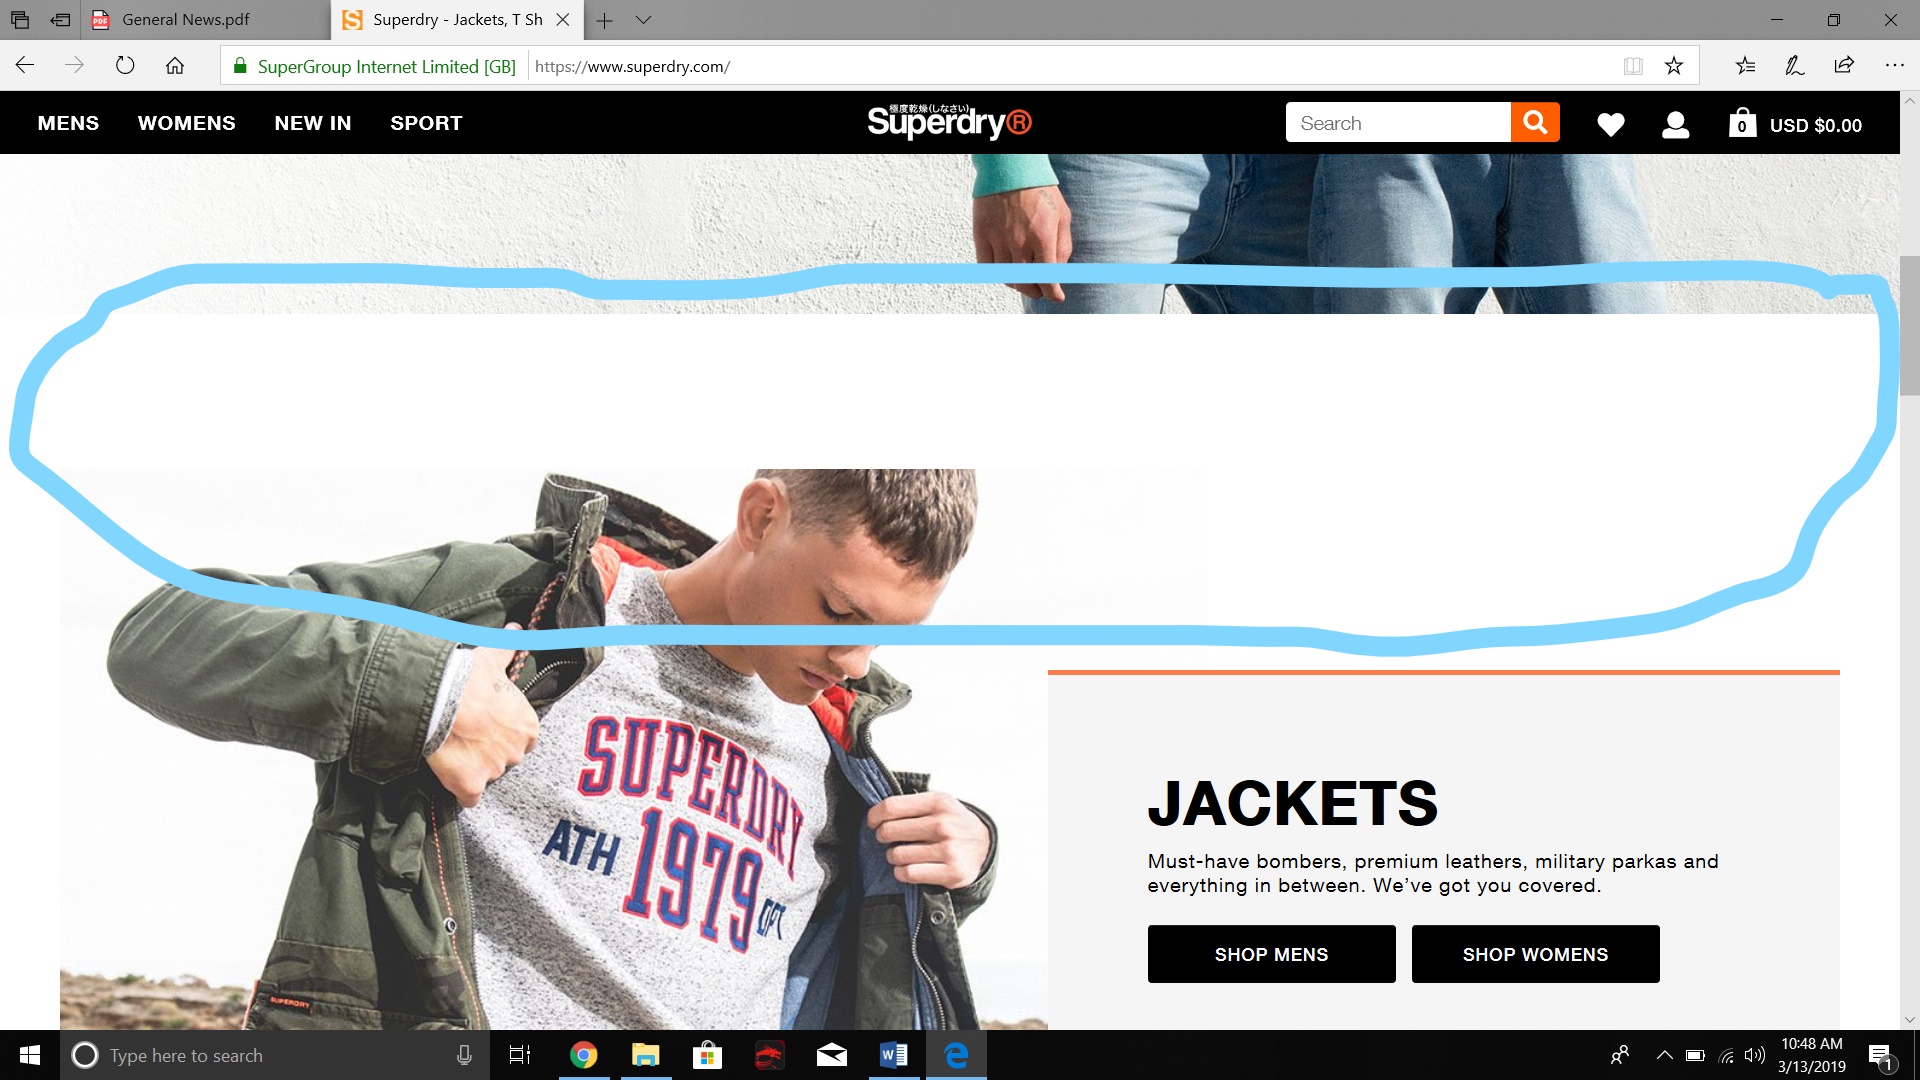 General News.pdf
Superdry - Jackets, T Sh
SuperGroup Internet Limited [GB]
https://www.superdry.com/
MENS
WOMENS
NEW IN
SPORT
極度乾燥(しなさい)
Superdry®
Search
0
USD $0.00
SUPERDRY
ATH 1979 DPT
SUPERDRY
JACKETS
Must-have bombers, premium leathers, military parkas and
everything in between. We've got you covered.
SHOP MENS
SHOP WOMENS
Type here to search
10:48 AM
3/13/2019
1